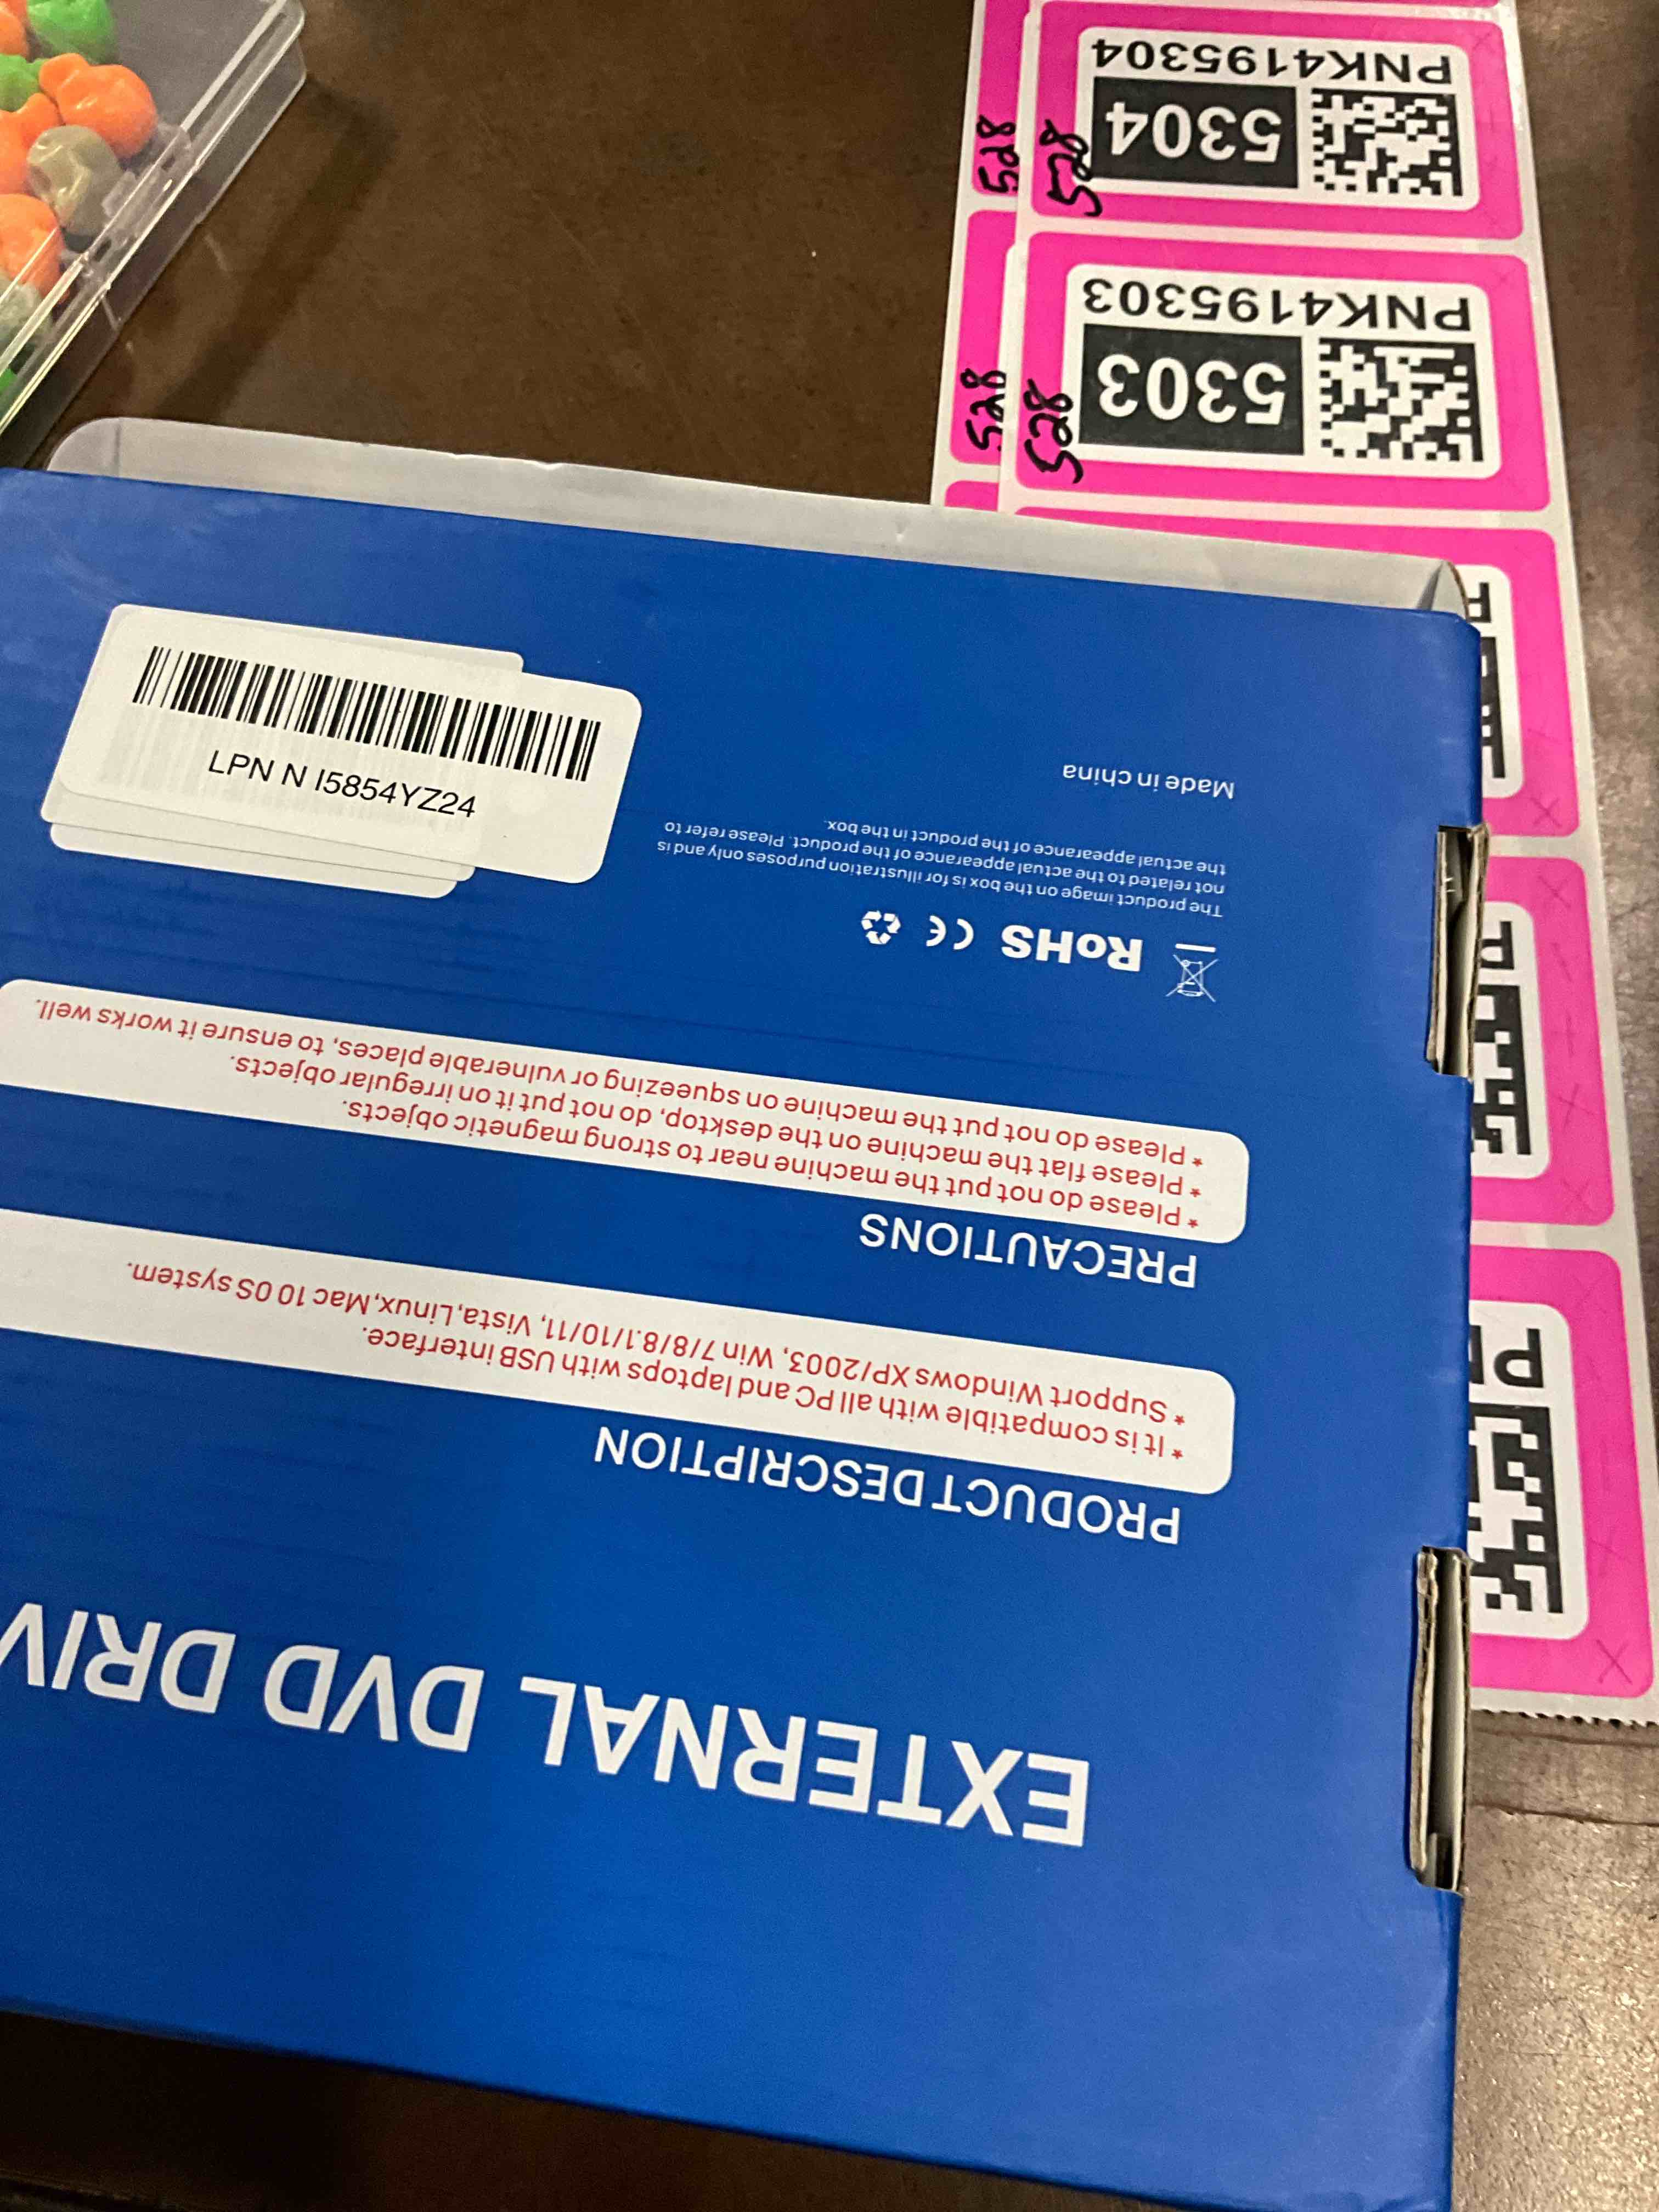 EXTERNAL DVD DRIV
PRODUCT DESCRIPTION
* It is compatible with all PC and laptops with USB interface.
* Support Windows XP/2003, Win 7/8/8.1/10/11, Vista,Linux,Mac 10 0S system.
PRECAUTIONS
* Please do not put the machine near to strong magnetic objects.
* Please flat the machine on the desktop, do not put it on irregular objects.
* Please do not put the machine on squeezing or vulnerable places, to ensure it works well.
RoHS CE
The product image on the box is for illustration purposes only and is
not related to the actual appearance of the product. Please refer to
the actual appearance of the product in the box.
Made in china
LPN N I5854YZ24
5303
PNK4195303
528
528
5304
PNK4195304
528
528